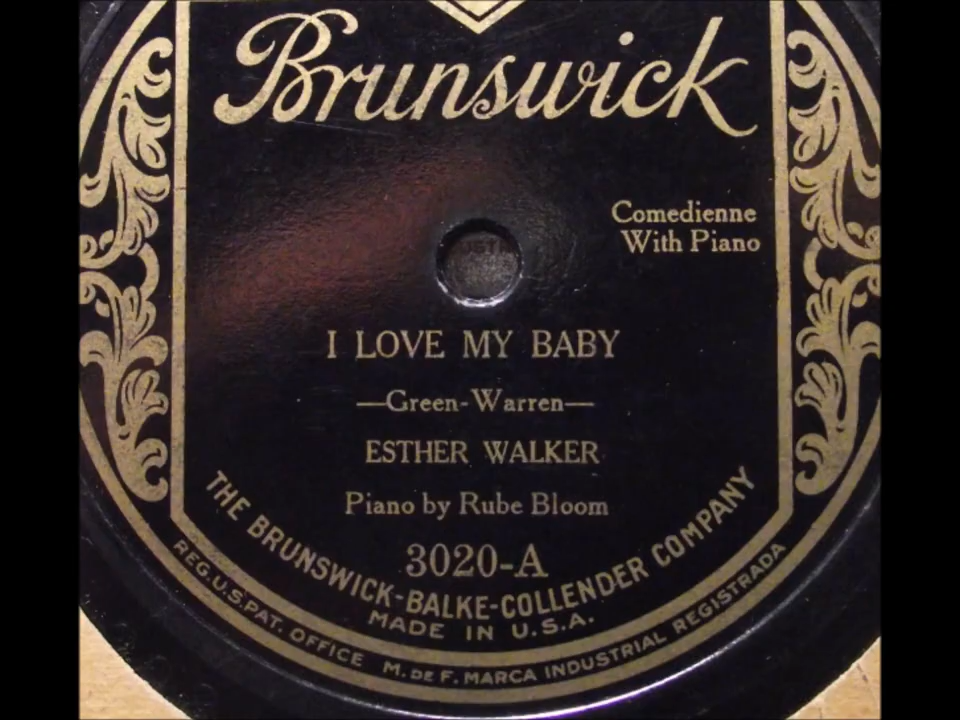 Brunswick
Comedienne
With Piano
I LOVE MY BABY
—Green-Warren—
ESTHER WALKER
Piano by Rube Bloom
3020-A
THE BRUNSWICK-BALKE-COLLENDER COMPANY
MADE IN U.S.A.
REG.U.S.PAT. OFFICE M. DE F. MARCA INDUSTRIAL REGISTRADA